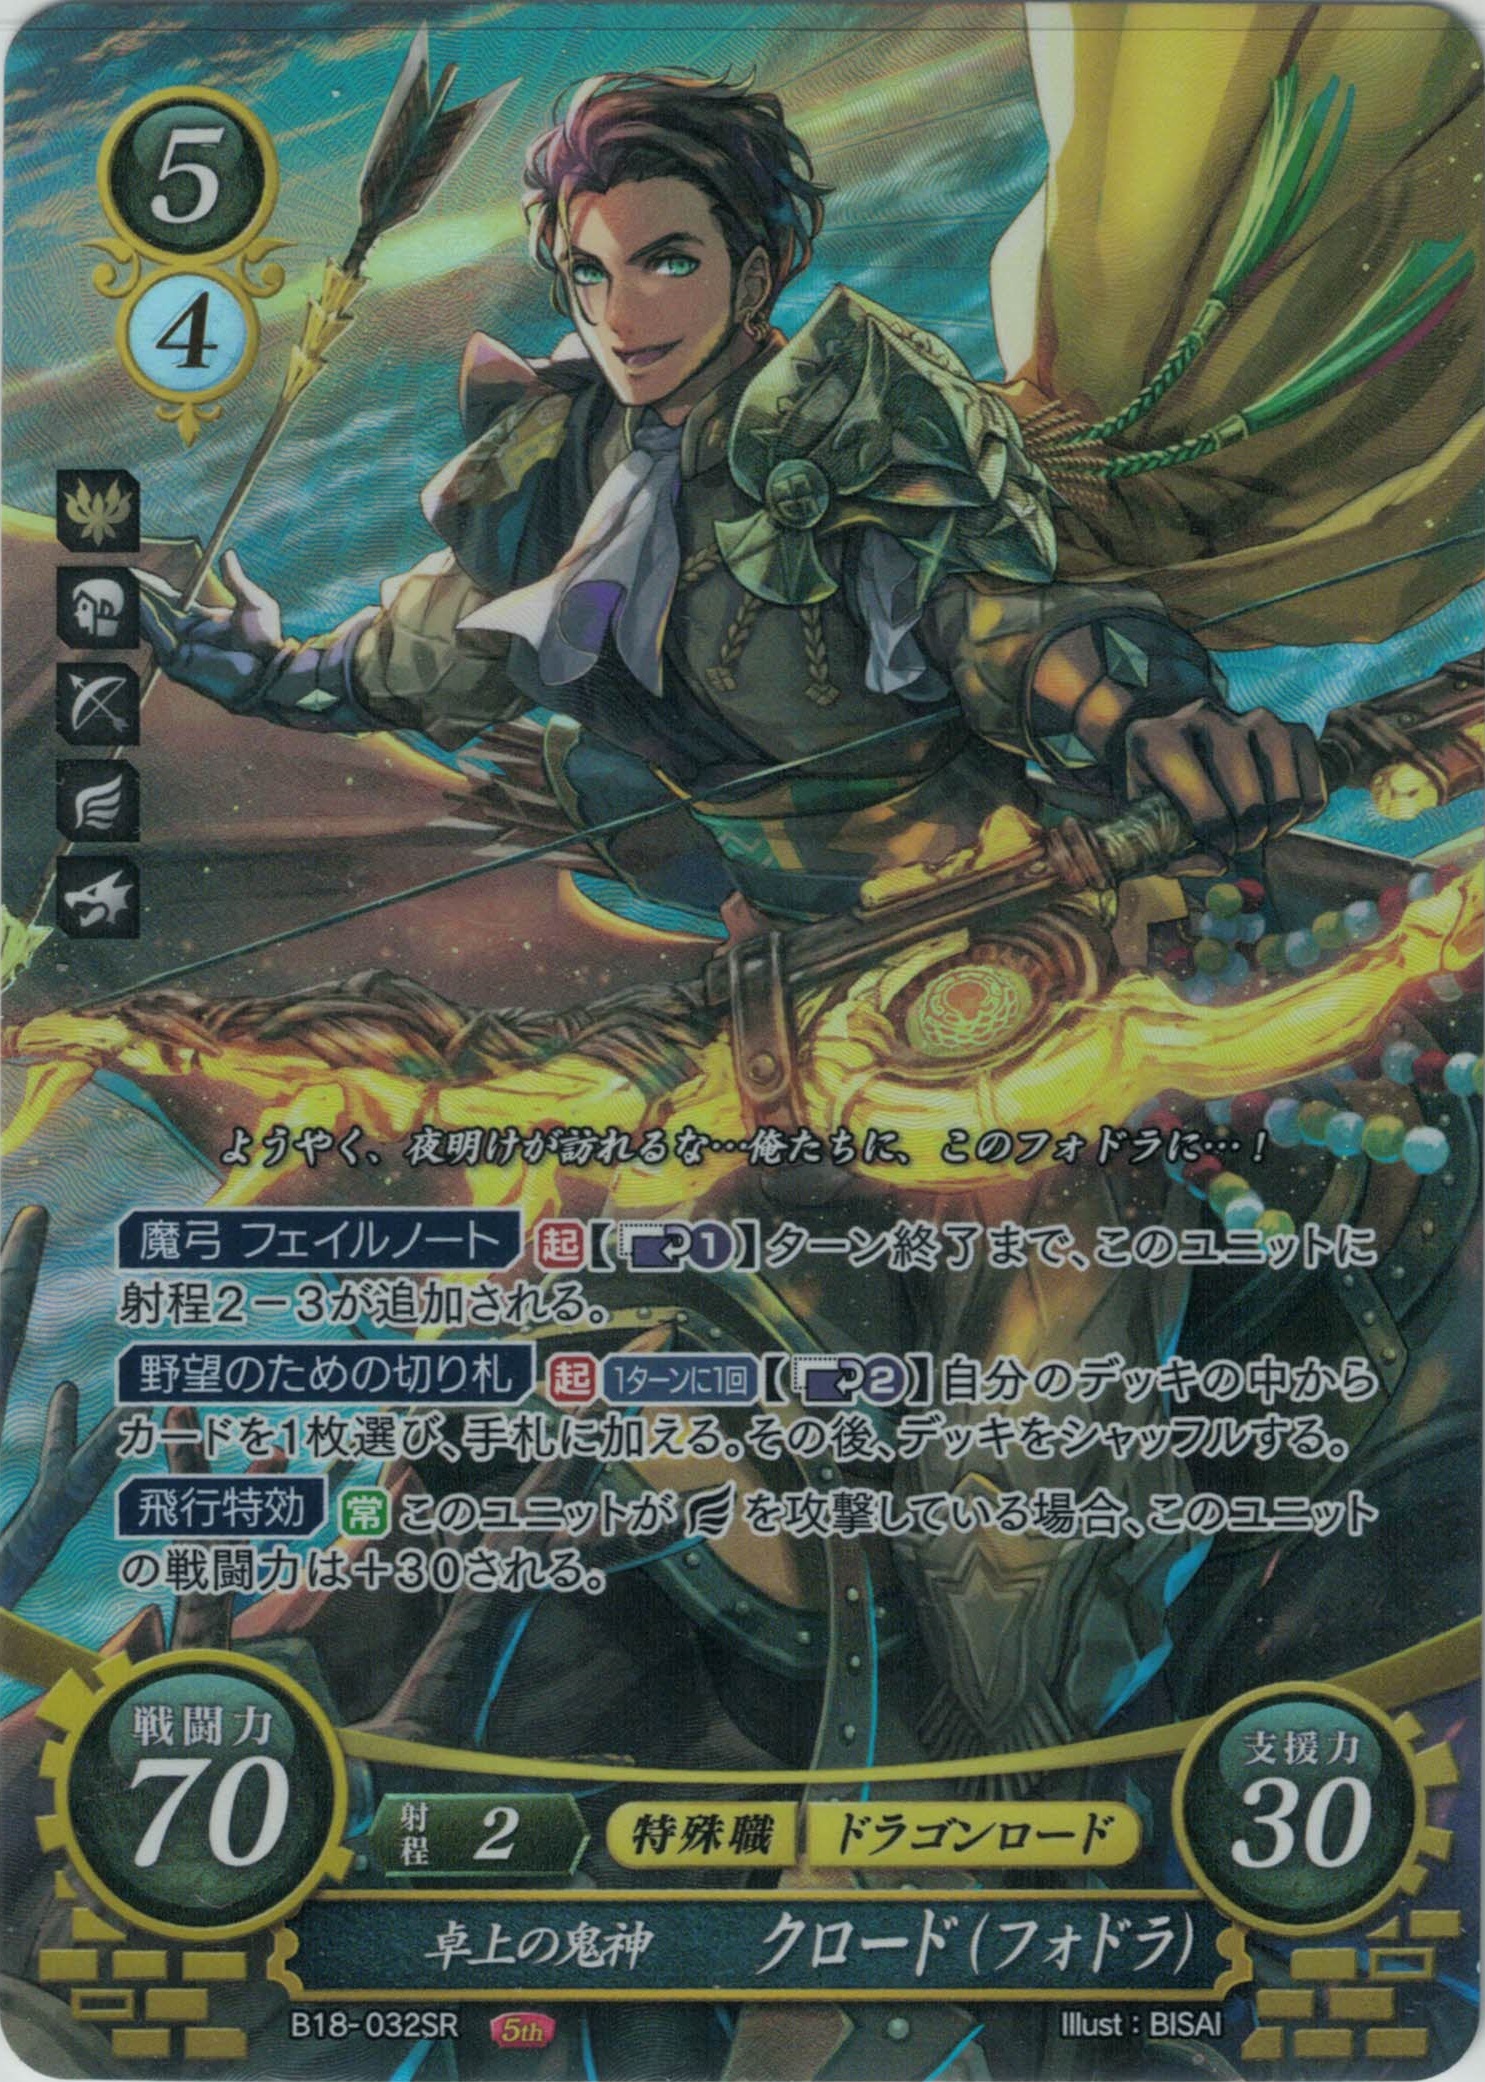 5
4
ようやく、夜明けが訪れるな…俺たちに、このフォドラに…！
魔弓 フェイルノート 起【1】ターン終了まで、このユニットに
射程２－３が追加される。
野望のための切り札 起 1ターンに1回【2】自分のデッキの中から
カードを１枚選び、手札に加える。その後、デッキをシャッフルする。
飛行特効 常 このユニットが を攻撃している場合、このユニット
の戦闘力は＋３０される。
戦闘力
70
射程 2
特殊職 ドラゴンロード
支援力
30
卓上の鬼神 クロード（フォドラ）
B18-032SR 5th Illust：BISAI